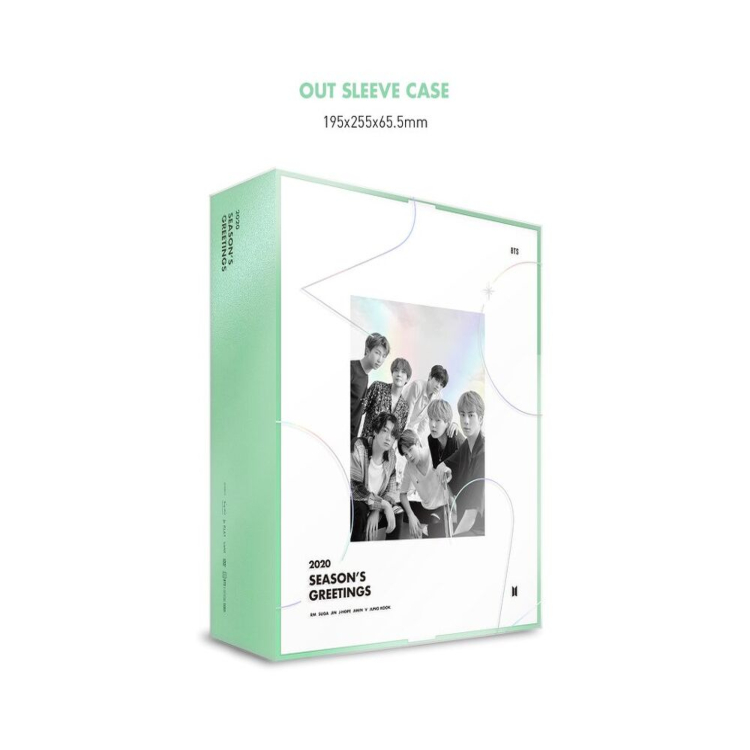 OUT SLEEVE CASE
195x255x65.5mm
2020
SEASON'S
GREETINGS
BTS
2020
SEASON'S
GREETINGS
RM SUGA JIN J-HOPE JIMIN V JUNG KOOK